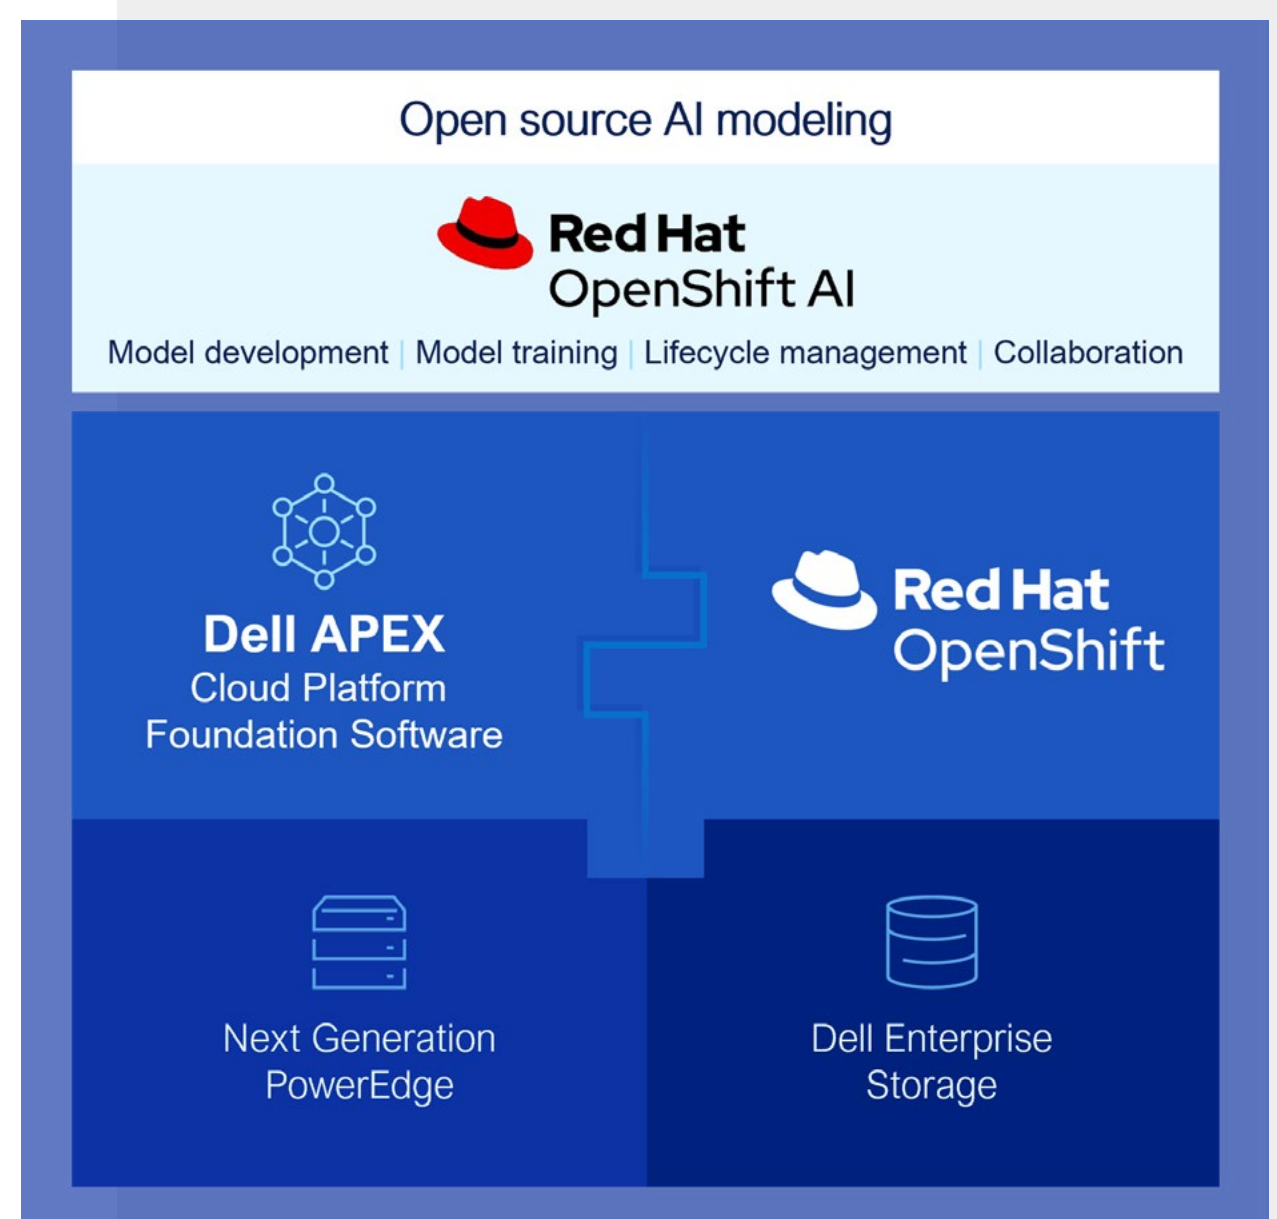 Open source AI modeling
Red Hat
OpenShift AI
Model development | Model training | Lifecycle management | Collaboration
Dell APEX
Cloud Platform
Foundation Software
Red Hat
OpenShift
Next Generation
PowerEdge
Dell Enterprise
Storage